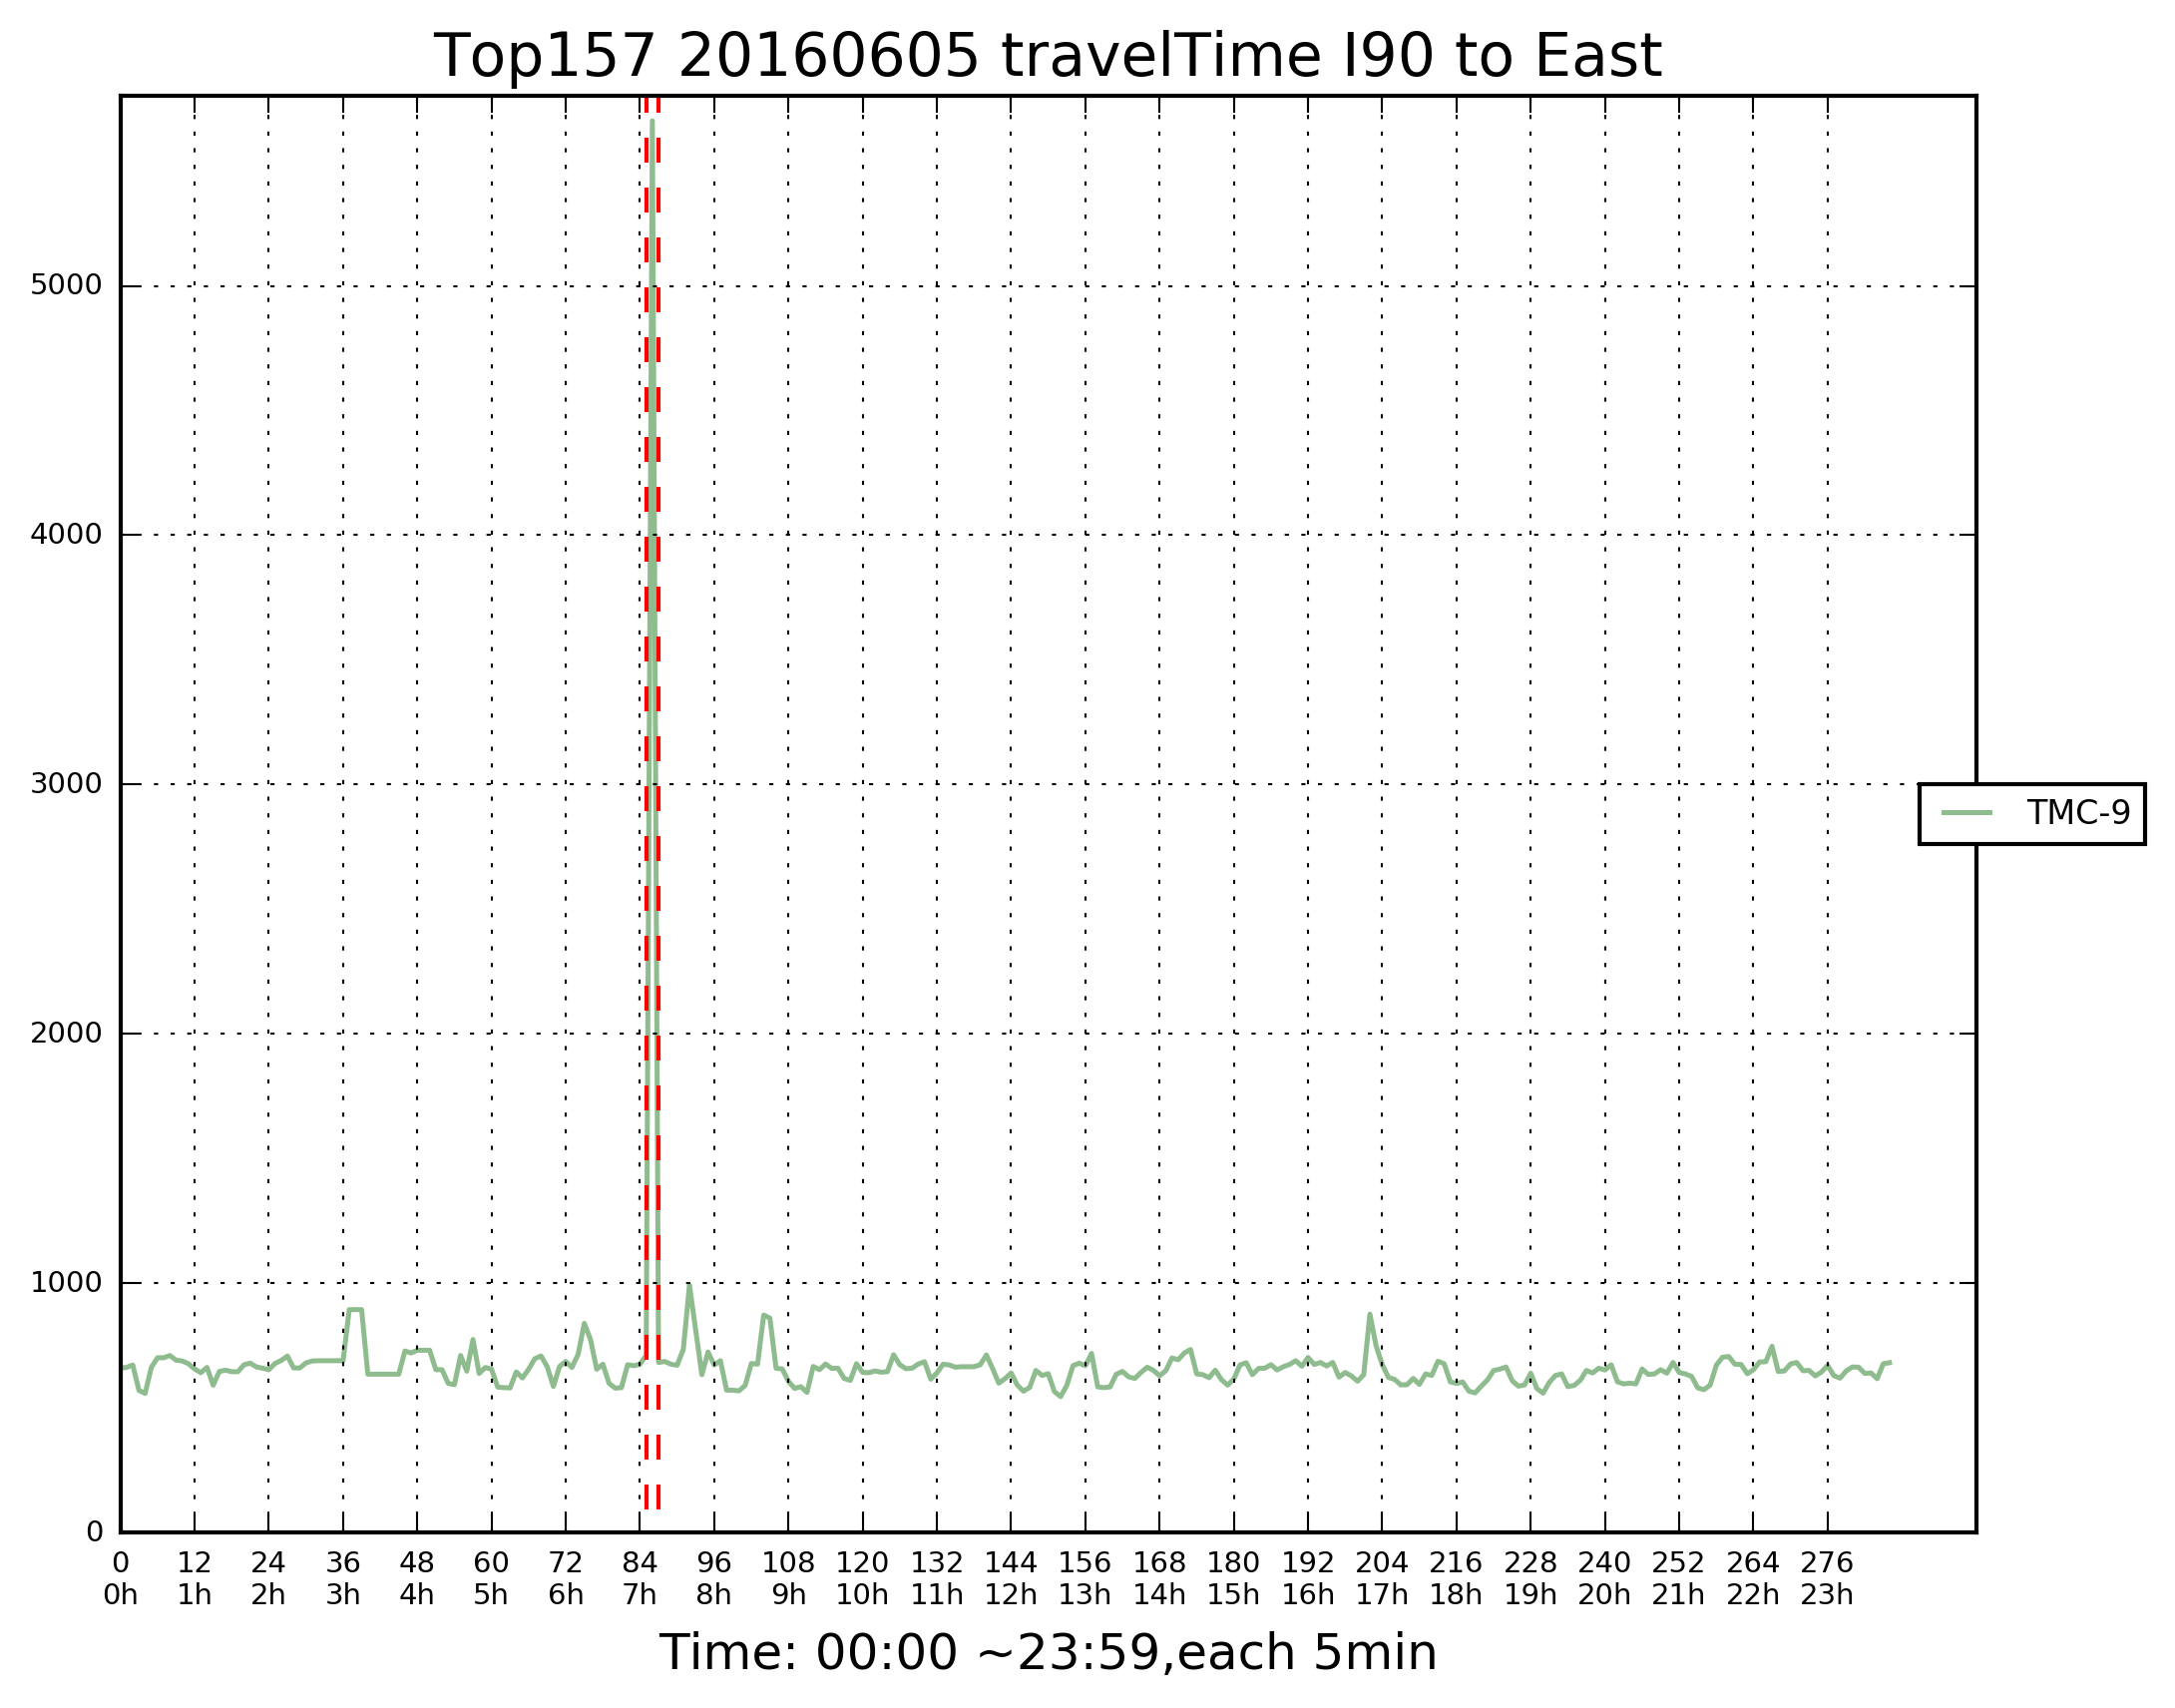 Top157 20160605 travelTime I90 to East
5000
4000
3000
2000
1000
0
TMC-9
0 12 24 36 48 60 72 84 96 108 120 132 144 156 168 180 192 204 216 228 240 252 264 276
0h 1h 2h 3h 4h 5h 6h 7h 8h 9h 10h 11h 12h 13h 14h 15h 16h 17h 18h 19h 20h 21h 22h 23h
Time: 00:00 ~23:59,each 5min